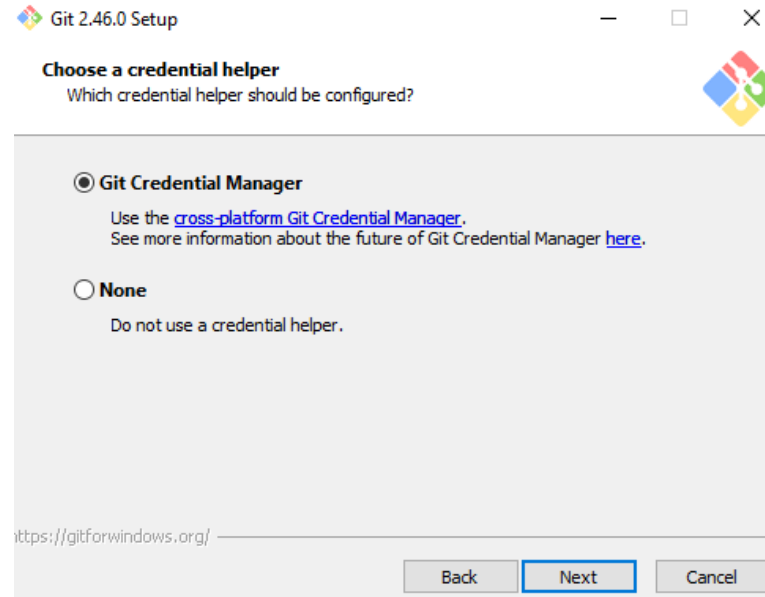 Git 2.46.0 Setup
Choose a credential helper
Which credential helper should be configured?
Git Credential Manager
Use the cross-platform Git Credential Manager.
See more information about the future of Git Credential Manager here.
None
Do not use a credential helper.
https://gitforwindows.org/
Back Next Cancel